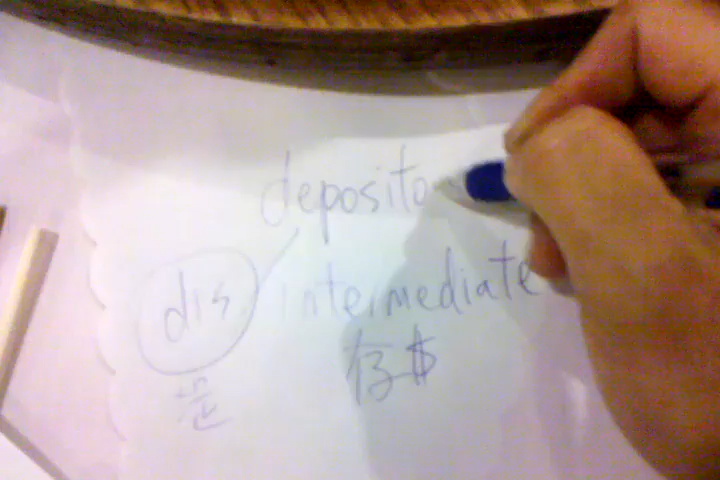 deposito
dis intermediate
存$